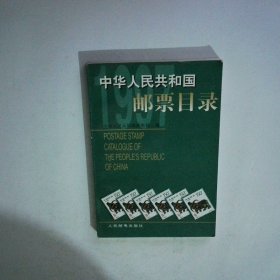 1997
中华人民共和国
邮票目录
POSTAGE STAMP
CATALOGUE OF
THE PEOPLE'S REPUBLIC
OF CHINA
人民邮电出版社